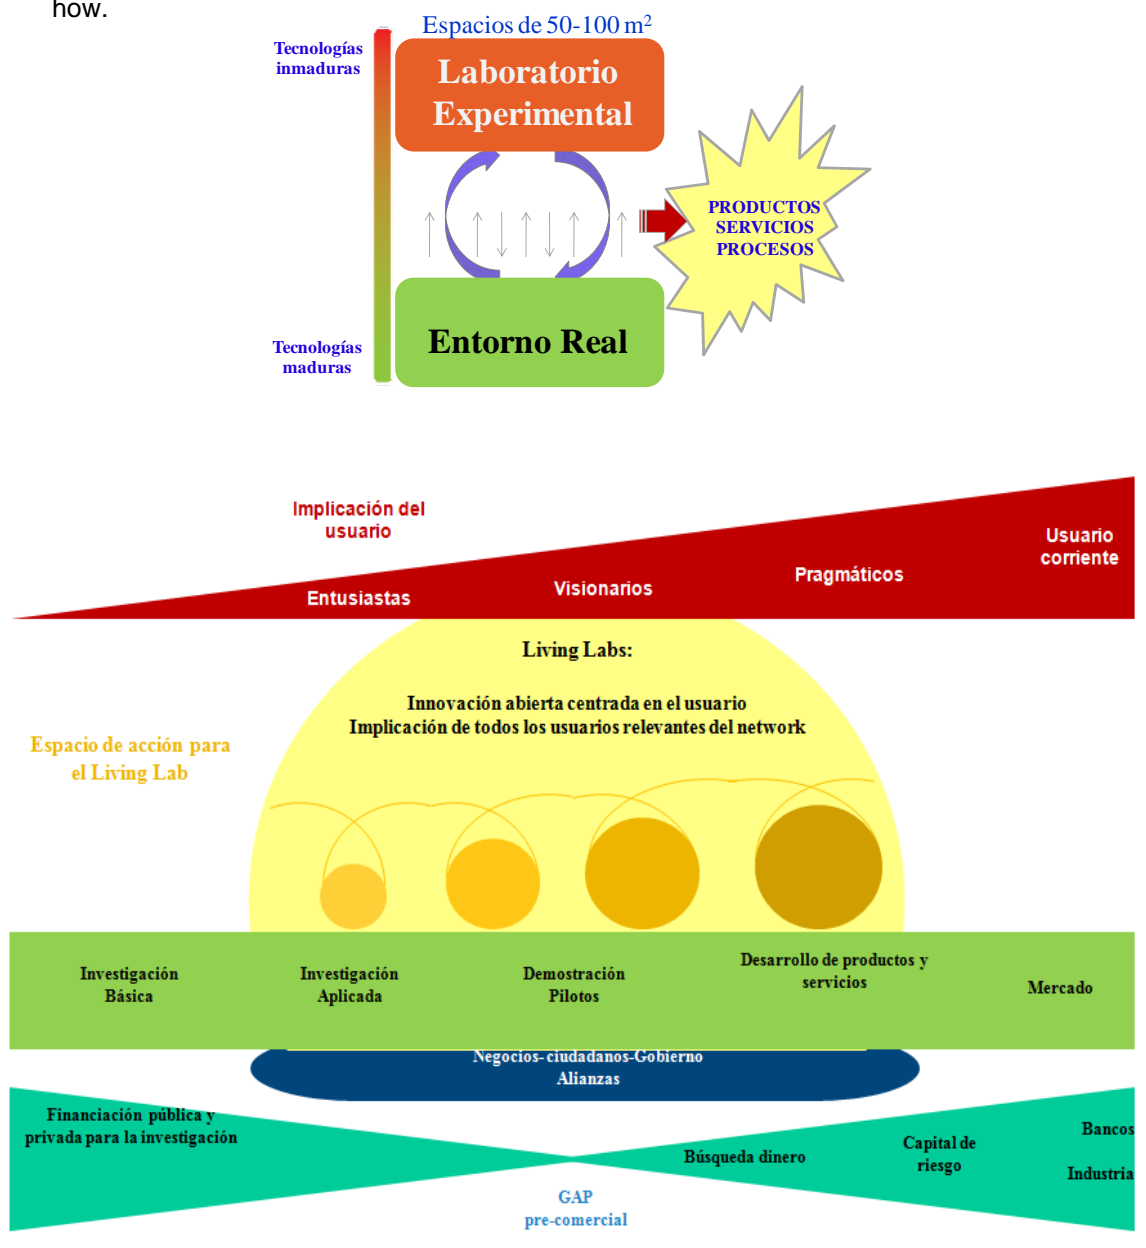 how.
Espacios de 50-100 m²
Tecnologías
inmaduras
Laboratorio
Experimental
PRODUCTOS
SERVICIOS
PROCESOS
Entorno Real
Tecnologías
maduras
Implicación del
usuario
Entusiastas
Visionarios
Pragmáticos
Usuario
corriente
Living Labs:
Innovación abierta centrada en el usuario
Implicación de todos los usuarios relevantes del network
Espacio de acción para
el Living Lab
Investigación
Básica
Investigación
Aplicada
Demostración
Pilotos
Desarrollo de productos y
servicios
Mercado
Negocios-ciudadanos-Gobierno
Alianzas
Financiación pública y
privada para la investigación
Búsqueda dinero
Capital de
riesgo
Bancos
Industria
GAP
pre-comercial